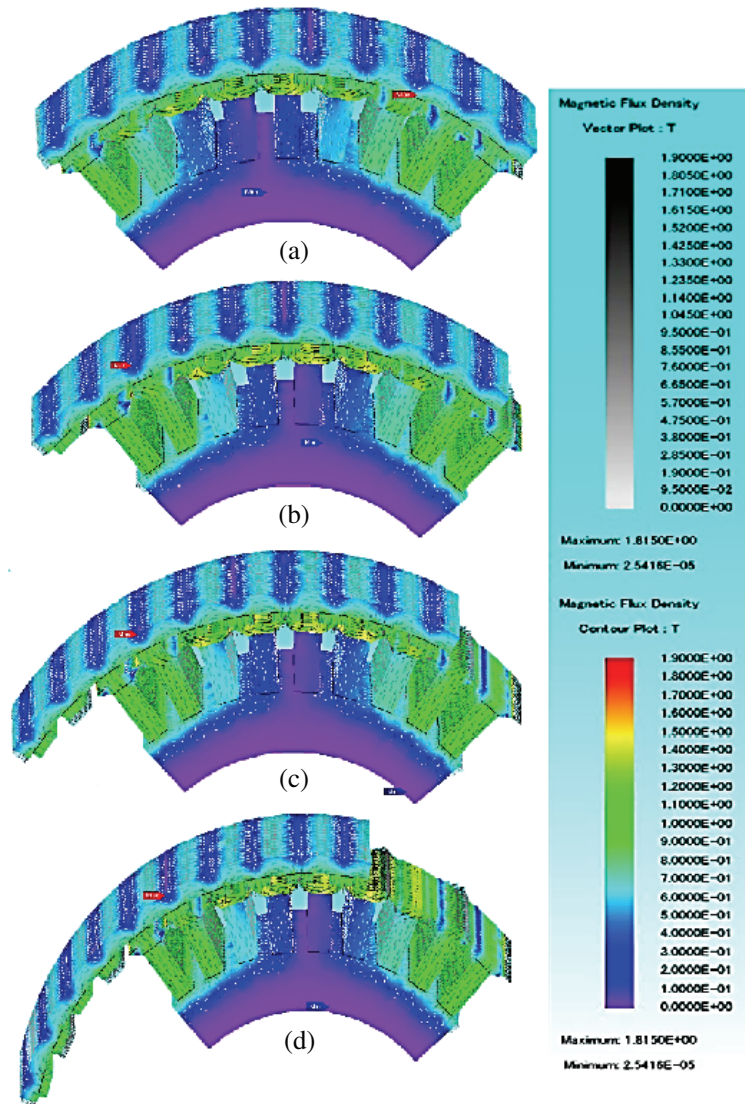 (a)
(b)
(c)
(d)
Magnetic Flux Density
Vector Plot : T
1.9000E+00
1.8050E+00
1.7100E+00
1.6150E+00
1.5200E+00
1.4250E+00
1.3300E+00
1.2350E+00
1.1400E+00
1.0450E+00
9.5000E-01
8.5500E-01
7.6000E-01
6.6500E-01
5.7000E-01
4.7500E-01
3.8000E-01
2.8500E-01
1.9000E-01
9.5000E-02
0.0000E+00
Maximum: 1.8150E+00
Minimum: 2.5416E-05
Magnetic Flux Density
Contour Plot : T
1.9000E+00
1.8000E+00
1.7000E+00
1.6000E+00
1.5000E+00
1.4000E+00
1.3000E+00
1.2000E+00
1.1000E+00
1.0000E+00
9.0000E-01
8.0000E-01
7.0000E-01
6.0000E-01
5.0000E-01
4.0000E-01
3.0000E-01
2.0000E-01
1.0000E-01
0.0000E+00
Maximum: 1.8150E+00
Minimum: 2.5416E-05